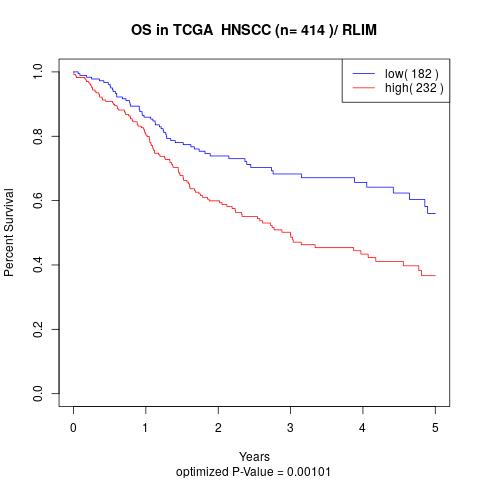 OS in TCGA HNSCC (n= 414 )/ RLIM
low( 182 )
high( 232 )
Percent Survival
1.0
0.8
0.6
0.4
0.2
0.0
0 1 2 3 4 5
Years
optimized P-Value = 0.00101